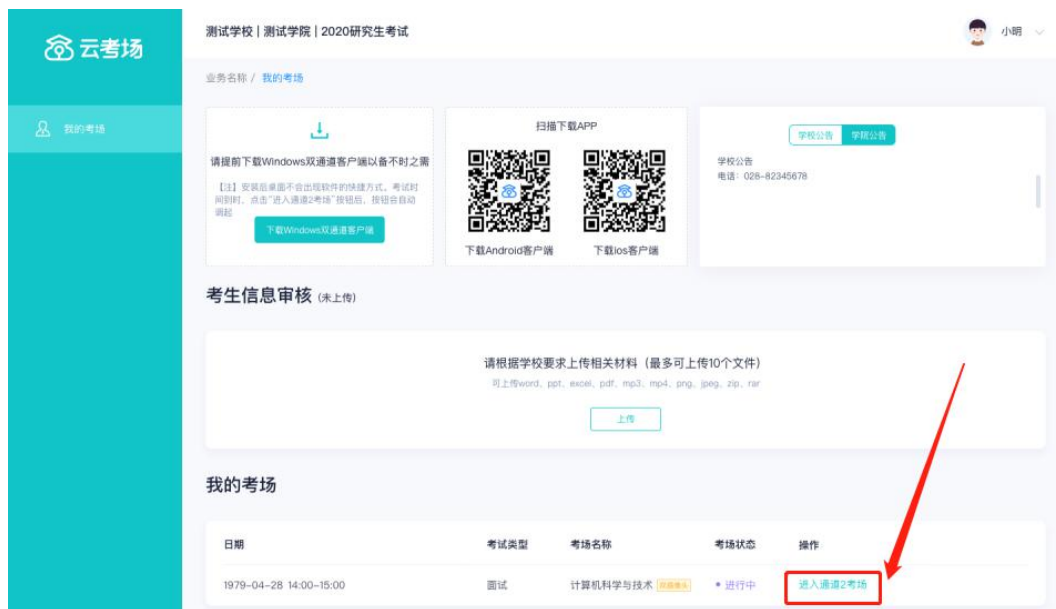 云考场
测试学校 | 测试学院 | 2020研究生考试
小明
业务名称 / 我的考场
我的考场
请提前下载Windows双通道客户端以备不时之需
【注】安装后桌面不会出现软件的快捷方式。考试时
间到时，点击"进入通道2考场"按钮后，按钮会自动
调起
下载Windows双通道客户端
扫描下载APP
下载Android客户端
下载ios客户端
学校公告
学院公告
学校公告
电话：028-82345678
考生信息审核 (未上传)
请根据学校要求上传相关材料（最多可上传10个文件）
可上传word、ppt、excel、pdf、mp3、mp4、png、jpeg、zip、rar
上传
我的考场
日期 考试类型 考场名称 考场状态 操作
1979-04-28 14:00-15:00 面试 计算机科学与技术 进行中 进入通道2考场